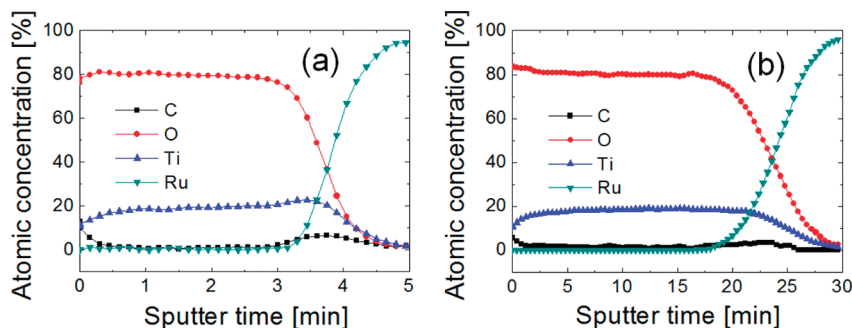 (a)
Atomic concentration [%]
100
80
60
40
20
0
C
O
Ti
Ru
0 1 2 3 4 5
Sputter time [min]
(b)
Atomic concentration [%]
100
80
60
40
20
0
C
O
Ti
Ru
0 5 10 15 20 25 30
Sputter time [min]